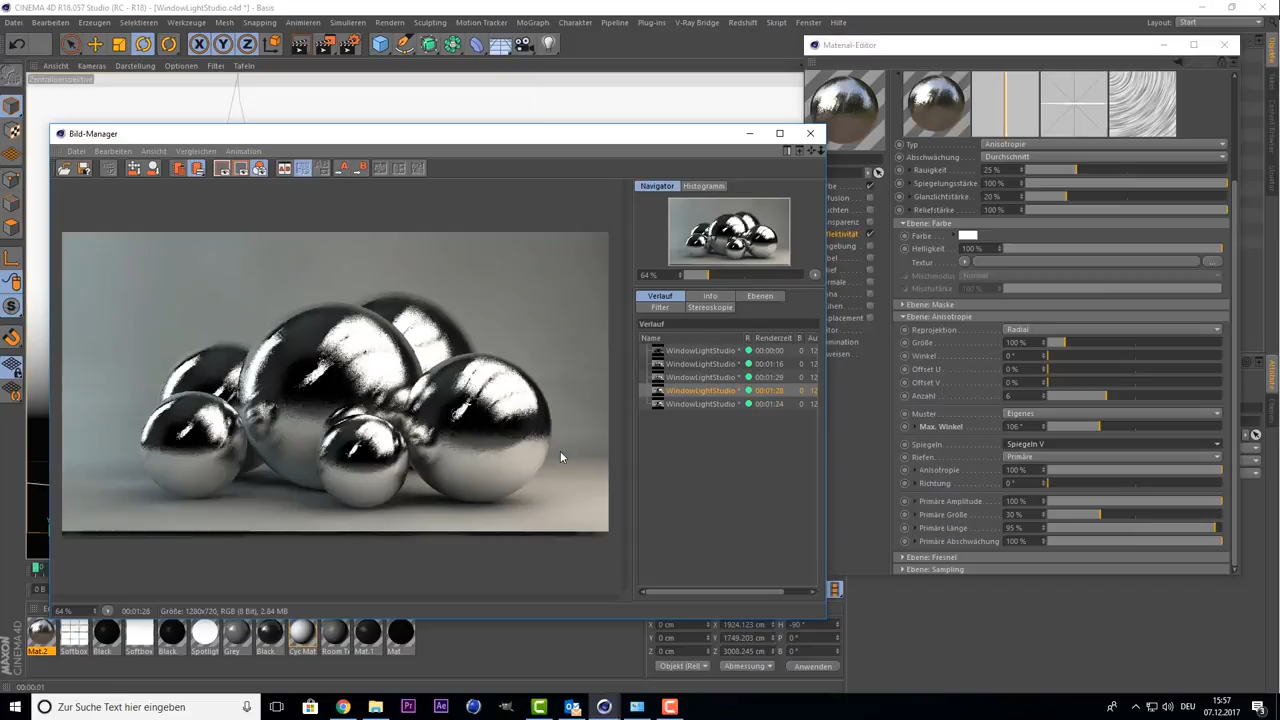 CINEMA 4D R18.057 Studio (RC - R18) - [WindowLightStudio.c4d *] - Basis
Datei Bearbeiten Erzeugen Selektieren Werkzeuge Mesh Snapping Animieren Simulieren Rendern Sculpting Motion Tracker MoGraph Charakter Pipeline Plug-ins V-Ray Bridge Redshift Skript Fenster Hilfe
Layout: Start
Ansicht Kameras Darstellung Optionen Filter Tafeln
Zentralperspektive
Material-Editor
Typ Anisotropie
Abschwächung Durchschnitt
Rauigkeit 25 %
Spiegelungsstärke 100 %
Glanzlichtstärke 20 %
Reliefstärke 100 %
Ebene: Farbe
Farbe
Helligkeit 100 %
Textur
Mischmodus Normal
Mischstärke 100 %
Ebene: Maske
Ebene: Anisotropie
Reprojektion Radial
Größe 100 %
Winkel 0 °
Offset U 0 %
Offset V 0 %
Anzahl 6
Muster Eigenes
Max. Winkel 106 °
Spiegeln Spiegeln V
Riefen Primäre
Anisotropie 100 %
Richtung 0 °
Primäre Amplitude 100 %
Primäre Größe 30 %
Primäre Länge 95 %
Primäre Abschwächung 100 %
Ebene: Fresnel
Ebene: Sampling
Bild-Manager
Datei Bearbeiten Ansicht Vergleichen Animation
Navigator Histogramm
64 %
Verlauf Info Ebenen
Filter Stereoskopie
Verlauf
Name R Renderzeit B Au
WindowLightStudio * 00:00:00 0 12
WindowLightStudio * 00:01:16 0 12
WindowLightStudio * 00:01:29 0 12
WindowLightStudio * 00:01:28 0 12
WindowLightStudio * 00:01:24 0 12
64 % 00:01:28 Größe: 1280x720, RGB (8 Bit), 2.84 MB
0 B
Mat.2 Softbox Black Softbox Black Spotlig Grey Black Cyc Mat Room T Mat.1 Mat
X 0 cm X 1924.123 cm H -90 °
Y 0 cm Y 1749.203 cm P 0 °
Z 0 cm Z 3008.245 cm B 0 °
Objekt (Rel) Abmessung Anwenden
MAXON CINEMA 4D
00:00:01
Zur Suche Text hier eingeben
15:57
07.12.2017